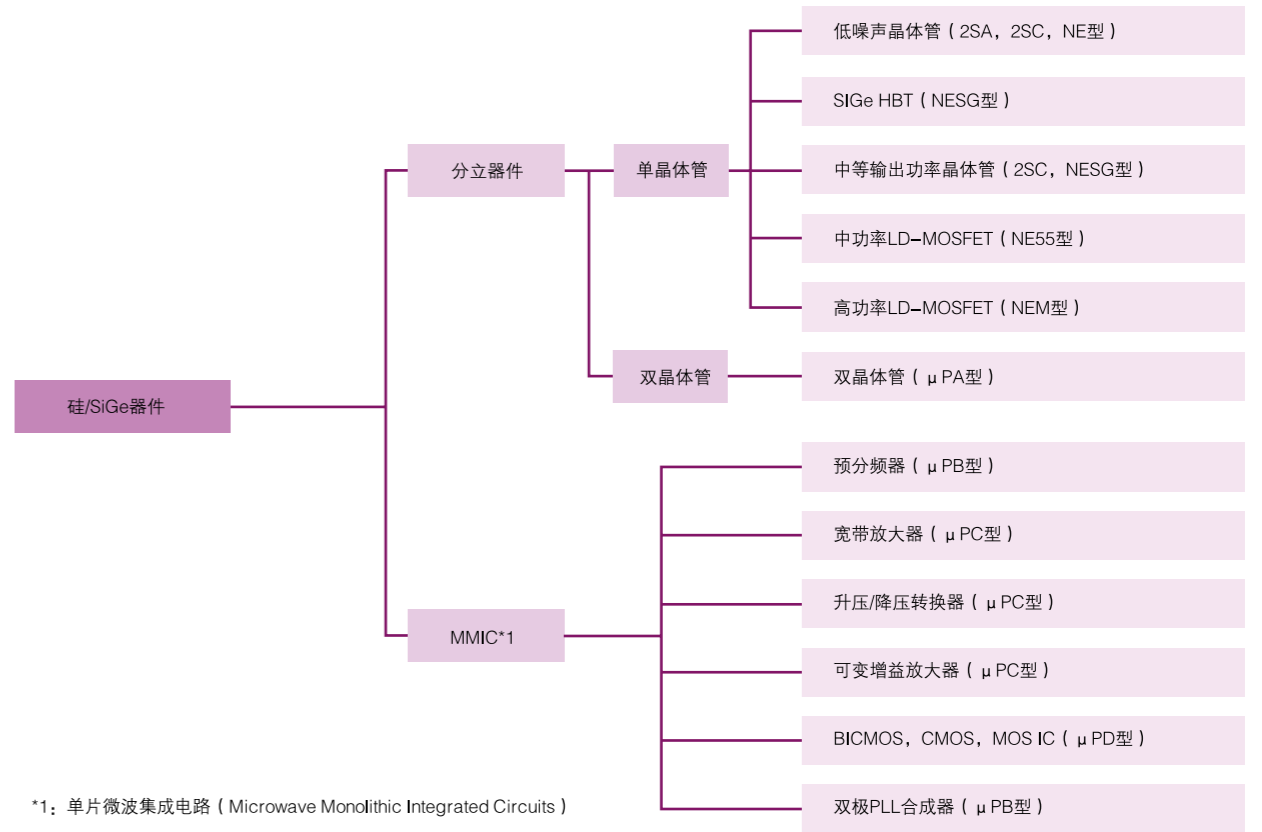 低噪声晶体管（2SA，2SC，NE型）
SIGe HBT（NESG型）
分立器件
单晶体管
中等输出功率晶体管（2SC，NESG型）
中功率LD–MOSFET（NE55型）
高功率LD–MOSFET（NEM型）
双晶体管
双晶体管（μPA型）
硅/SiGe器件
预分频器（μPB型）
宽带放大器（μPC型）
升压/降压转换器（μPC型）
MMIC*1
可变增益放大器（μPC型）
BICMOS，CMOS，MOS IC（μPD型）
双极PLL合成器（μPB型）
*1：单片微波集成电路（Microwave Monolithic Integrated Circuits）